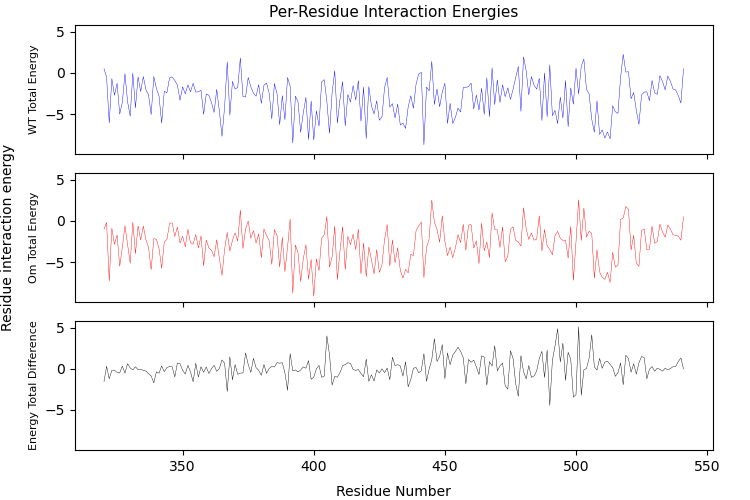 Per-Residue Interaction Energies
Residue interaction energy
WT Total Energy
5
0
−5
Om Total Energy
5
0
−5
Energy Total Difference
5
0
−5
350
400
450
500
550
Residue Number